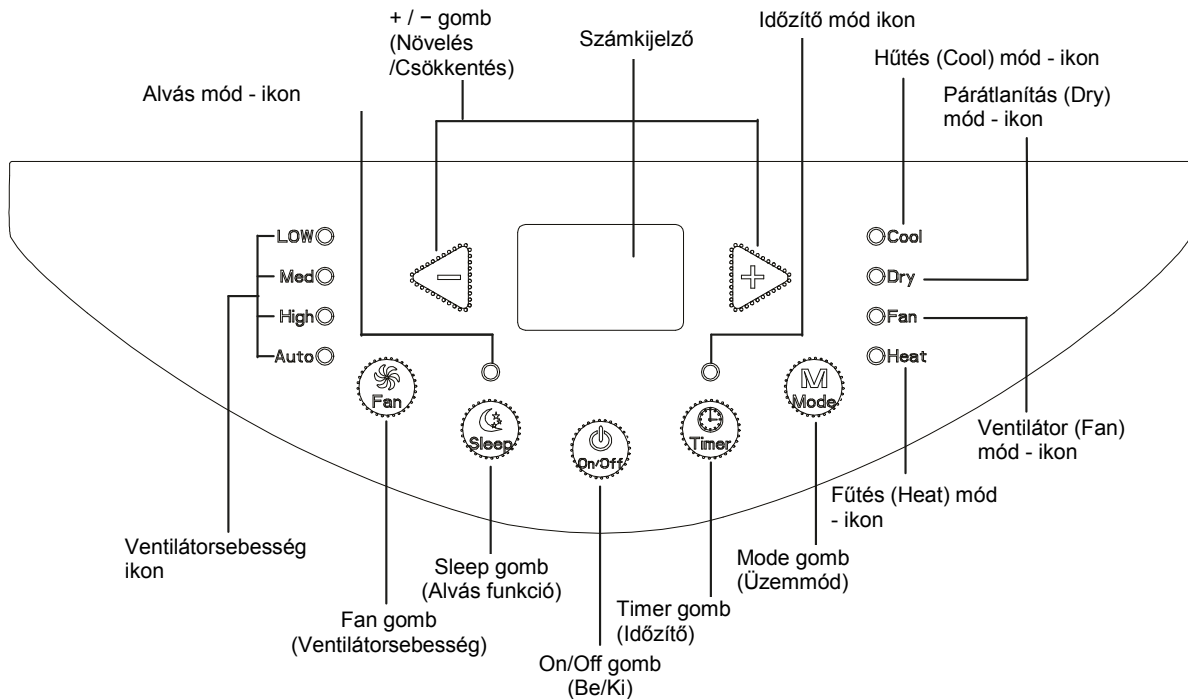 + / − gomb
(Növelés
/Csökkentés)
Számkijelző
Időzítő mód ikon
Hűtés (Cool) mód - ikon
Alvás mód - ikon
Párátlanítás (Dry)
mód - ikon
LOW
Med
High
Auto
−
+
Cool
Dry
Fan
Heat
Fan
Sleep
On/Off
Timer
M
Mode
Ventilátor (Fan)
mód - ikon
Fűtés (Heat) mód
- ikon
Ventilátorsebesség
ikon
Sleep gomb
(Alvás funkció)
Mode gomb
(Üzemmód)
Fan gomb
(Ventilátorsebesség)
Timer gomb
(Időzítő)
On/Off gomb
(Be/Ki)